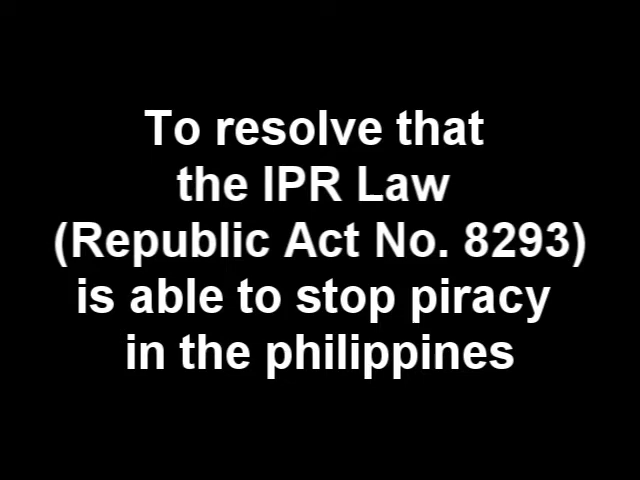 To resolve that
the IPR Law
(Republic Act No. 8293)
is able to stop piracy
in the philippines